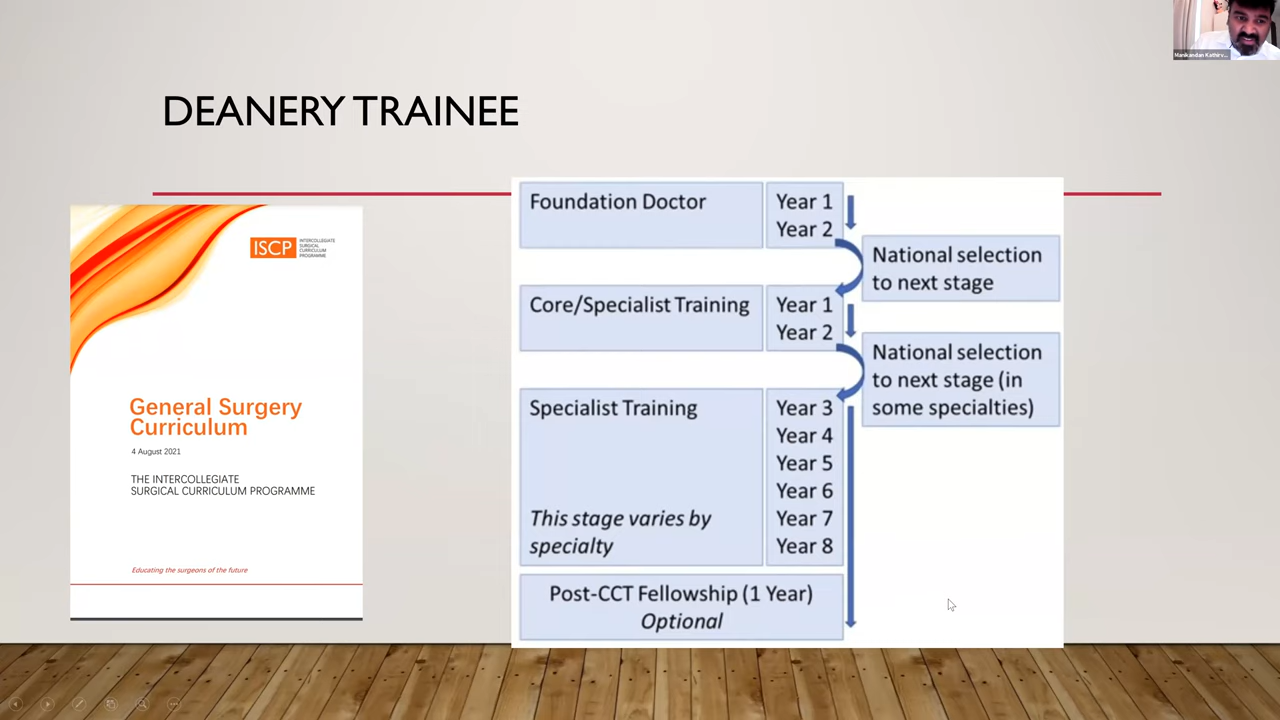 DEANERY TRAINEE
ISCP
INTERCOLLEGIATE
SURGICAL
CURRICULUM
PROGRAMME
General Surgery
Curriculum
4 August 2021
THE INTERCOLLEGIATE
SURGICAL CURRICULUM PROGRAMME
Educating the surgeons of the future
Foundation Doctor
Year 1
Year 2
National selection
to next stage
Core/Specialist Training
Year 1
Year 2
National selection
to next stage (in
some specialties)
Specialist Training
This stage varies by
specialty
Year 3
Year 4
Year 5
Year 6
Year 7
Year 8
Post-CCT Fellowship (1 Year)
Optional
Manikandan Kathirv...